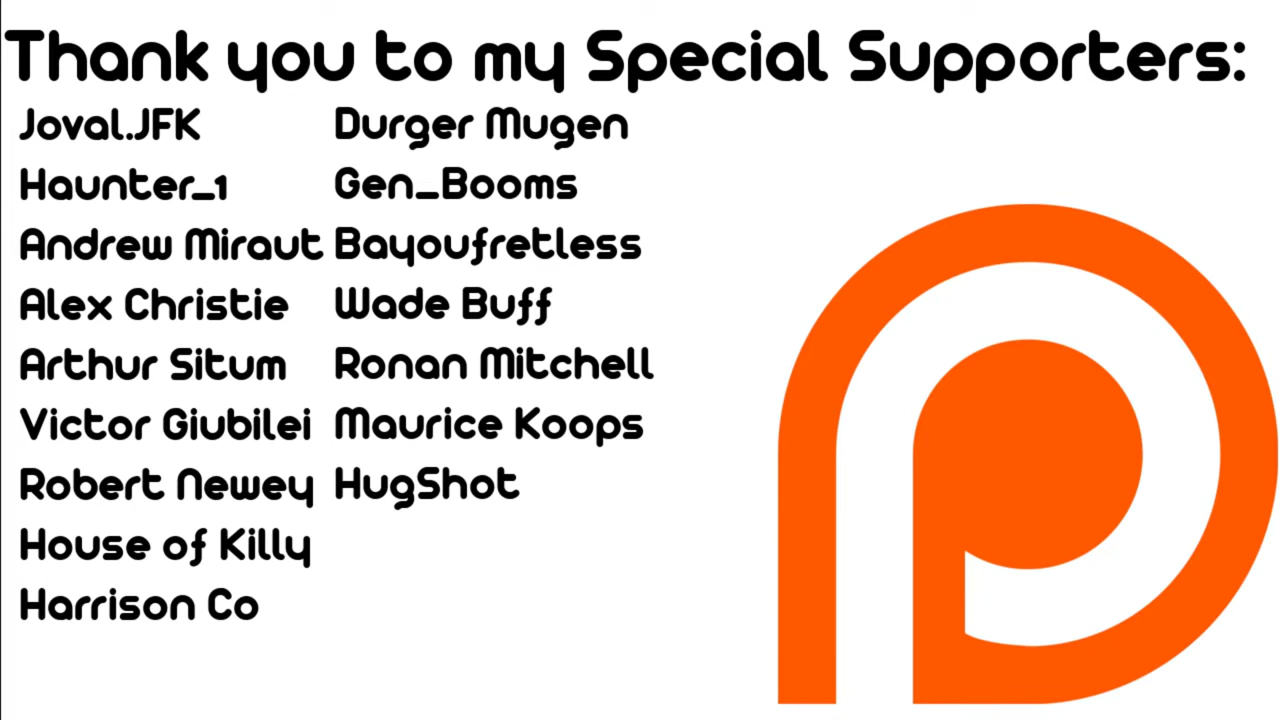 Thank you to my Special Supporters:
Joval.JFK
Haunter_1
Andrew Miraut
Alex Christie
Arthur Situm
Victor Giubilei
Robert Newey
House of Killy
Harrison Co
Durger Mugen
Gen_Booms
Bayoufretless
Wade Buff
Ronan Mitchell
Maurice Koops
HugShot